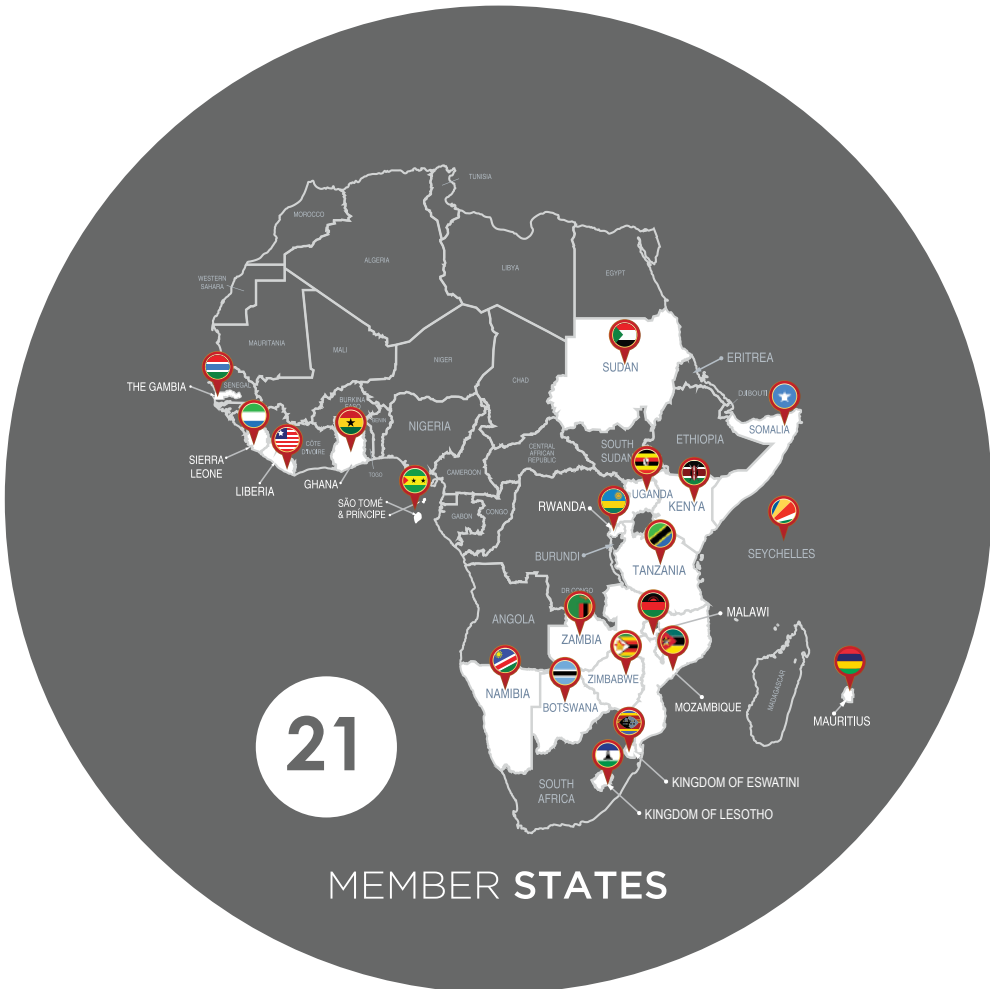 TUNISIA
MOROCCO
ALGERIA
LIBYA
EGYPT
WESTERN
SAHARA
MAURITANIA
MALI
NIGER
CHAD
SUDAN
ERITREA
THE GAMBIA
SENEGAL
BURKINA
FASO
BENIN
NIGERIA
DJIBOUTI
SOMALIA
CÔTE
D'IVOIRE
TOGO
GHANA
SIERRA
LEONE
LIBERIA
CAMEROON
CENTRAL
AFRICAN
REPUBLIC
SOUTH
SUDAN
ETHIOPIA
SÃO TOMÉ
& PRÍNCIPE
GABON
CONGO
RWANDA
UGANDA
KENYA
BURUNDI
TANZANIA
SEYCHELLES
DR CONGO
ANGOLA
ZAMBIA
MALAWI
NAMIBIA
BOTSWANA
ZIMBABWE
MOZAMBIQUE
MADAGASCAR
MAURITIUS
SOUTH
AFRICA
KINGDOM OF ESWATINI
KINGDOM OF LESOTHO
21
MEMBER STATES